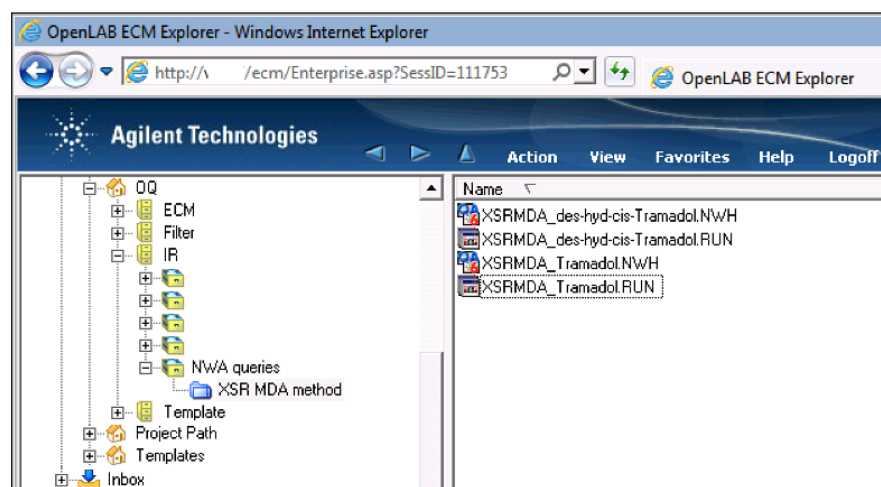 OpenLAB ECM Explorer - Windows Internet Explorer
http://\ /ecm/Enterprise.asp?SessID=111753
OpenLAB ECM Explorer
Agilent Technologies
Action View Favorites Help Logoff
OQ
ECM
Filter
IR
NWA queries
XSR MDA method
Template
Project Path
Templates
Inbox
Name
XSRMDA_des-hyd-cis-Tramadol.NWH
XSRMDA_des-hyd-cis-Tramadol.RUN
XSRMDA_Tramadol.NWH
XSRMDA_Tramadol.RUN